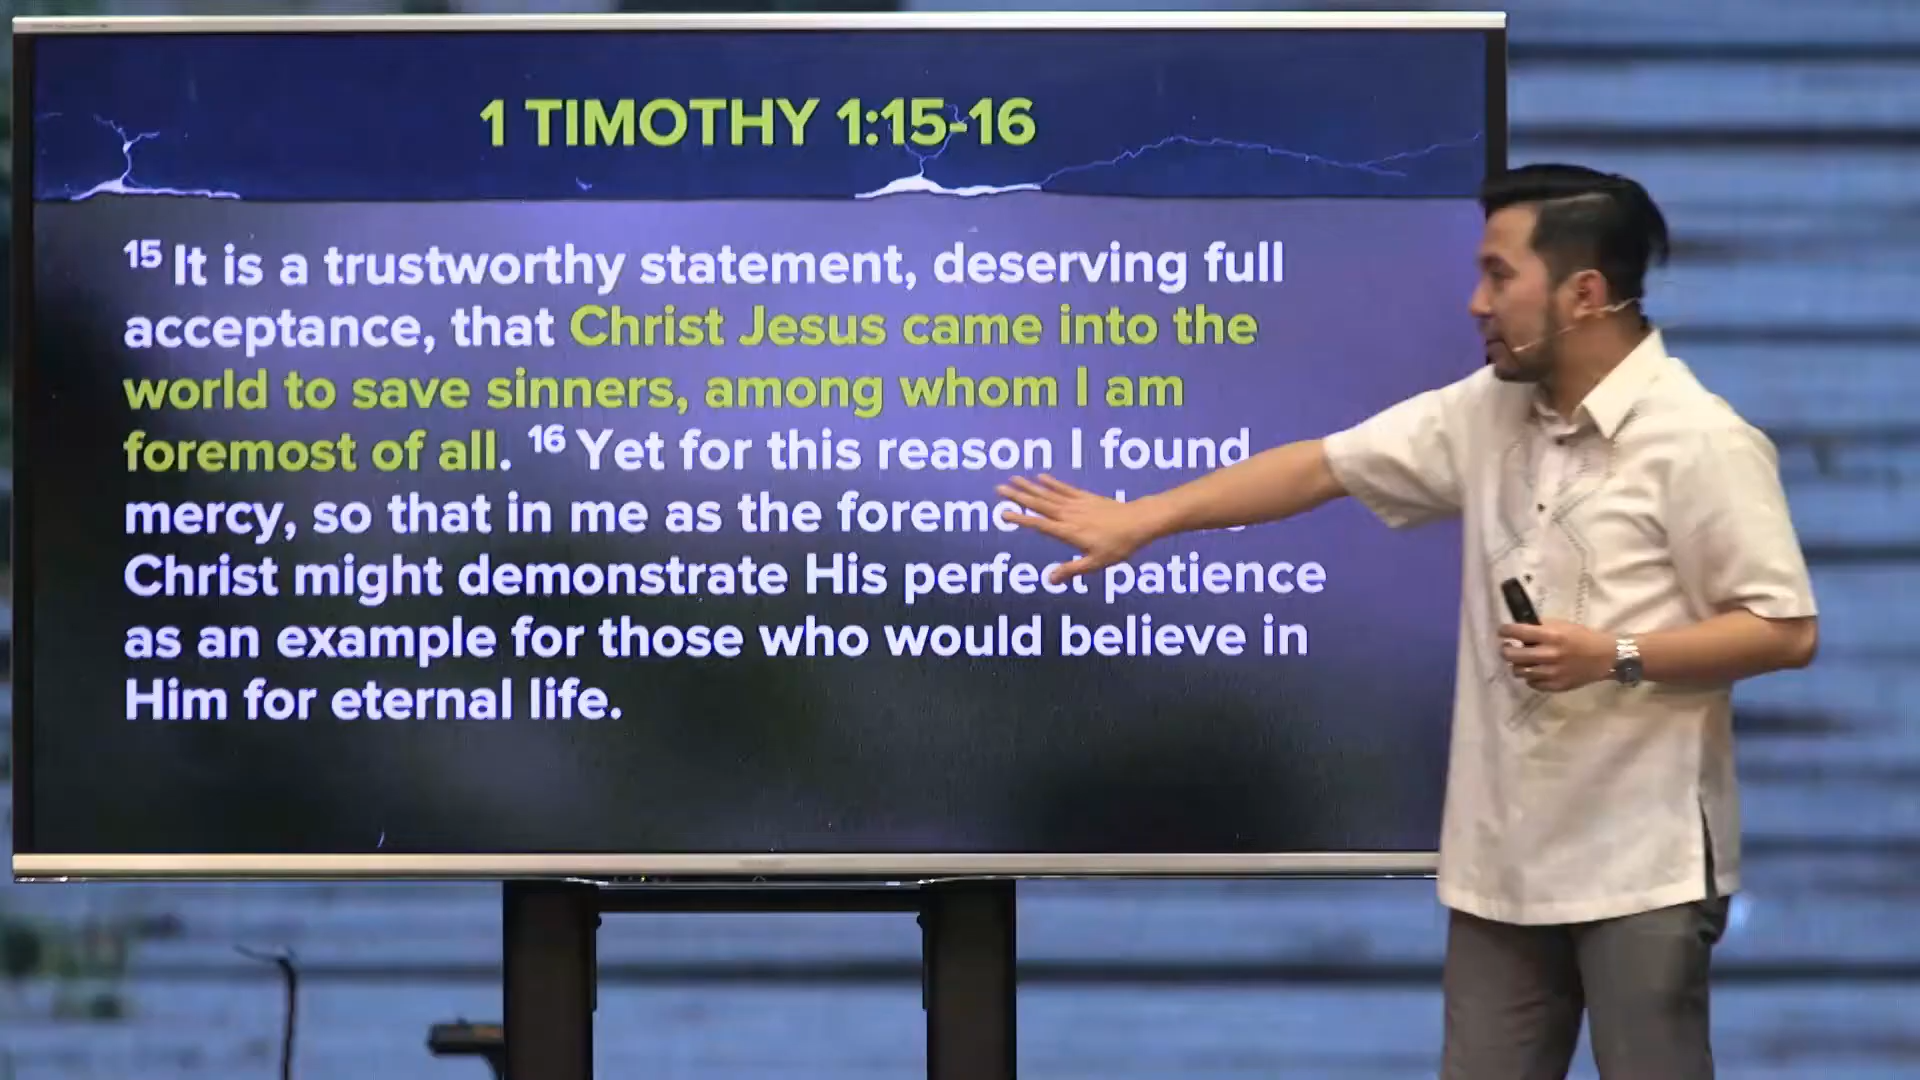 1 TIMOTHY 1:15-16
15 It is a trustworthy statement, deserving full
acceptance, that Christ Jesus came into the
world to save sinners, among whom I am
foremost of all. 16 Yet for this reason I found
mercy, so that in me as the
Christ might demonstrate His perfect patience
as an example for those who would believe in
Him for eternal life.